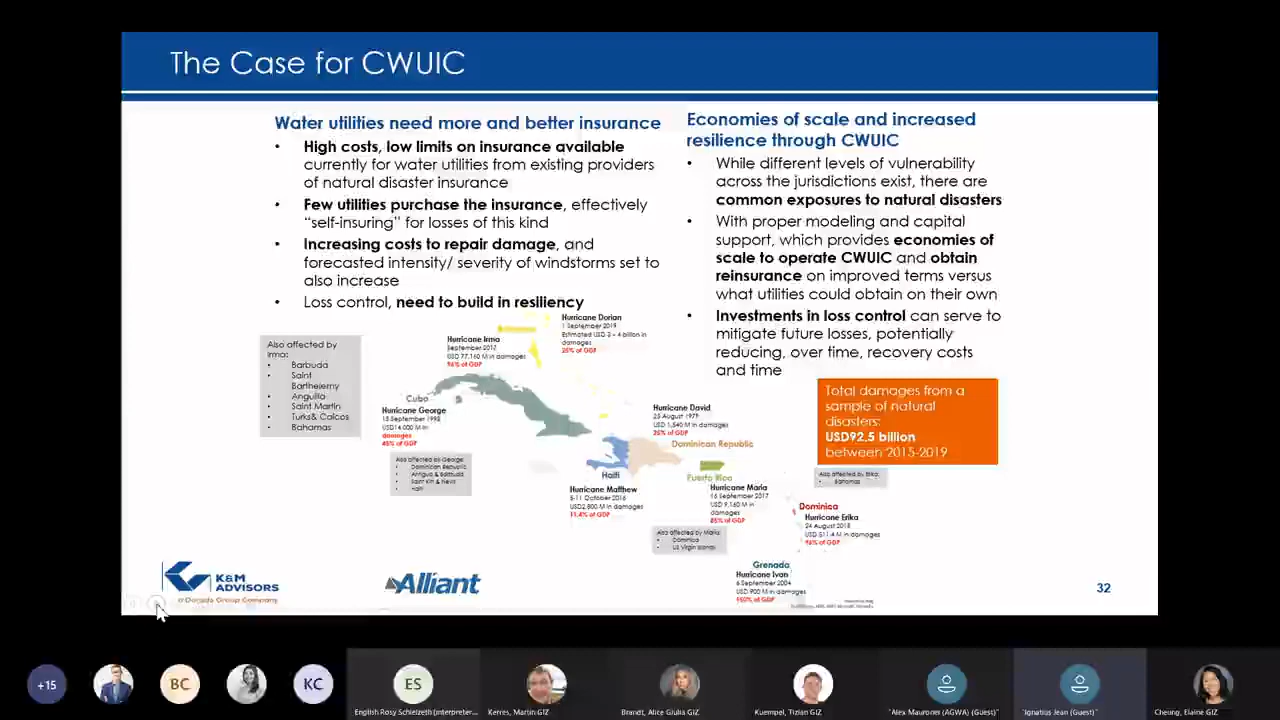 The Case for CWUIC
Water utilities need more and better insurance
• High costs, low limits on insurance available
currently for water utilities from existing providers
of natural disaster insurance
• Few utilities purchase the insurance, effectively
“self-insuring” for losses of this kind
• Increasing costs to repair damage, and
forecasted intensity/ severity of windstorms set to
also increase
• Loss control, need to build in resiliency
Economies of scale and increased
resilience through CWUIC
• While different levels of vulnerability
across the jurisdictions exist, there are
common exposures to natural disasters
• With proper modeling and capital
support, which provides economies of
scale to operate CWUIC and obtain
reinsurance on improved terms versus
what utilities could obtain on their own
• Investments in loss control can serve to
mitigate future losses, potentially
reducing, over time, recovery costs
and time
Hurricane Dorian
1 September 2019
Estimated USD 3 – 4 billion in
damages
25% of GDP
Hurricane Irma
September 2017
USD 77,160 M in damages
96% of GDP
Also affected by
Irma:
• Barbuda
• Saint
Barthelemy
• Anguilla
• Saint Martin
• Turks& Caicos
• Bahamas
Cuba
Huricane George
15 September 1998
USD14,000 M in
damages
45% of GDP
Also affected by George:
• Dominican Republic
• Antigua & Barbuda
• Saint Kitt & Nevis
• Haiti
Hurricane David
25 August 1979
USD 1,540 M in damages
25% of GDP
Dominican Republic
Haiti
Hurricane Matthew
5-11 October 2016
USD2,800 M in damages
11.4% of GDP
Puerto Rico
Hurricane Maria
16 September 2017
USD 9,160 M in
damages
85% of GDP
Also affected by Maria:
• Dominica
• US Virgin Islands
Total damages from a
sample of natural
disasters:
USD92.5 billion
between 2015-2019
Also affected by Erika:
• Bahamas
Dominica
Hurricane Erika
24 August 2015
USD 511.4 M in damages
96% of GDP
Grenada
Hurricane Ivan
6 September 2004
USD 900 M in damages
150% of GDP
K&M
ADVISORS
a Dorada Group Company
Alliant
32
+15
BC
KC
ES
English Rosy Schielzeth (Interpreter...
Kerres, Martin GIZ
Brandt, Alice Giulia GIZ
Kuempel, Tizian GIZ
"Alex Mauroner (AGWA) (Guest)"
"Ignatius Jean (Guest)"
Cheung, Elaine GIZ